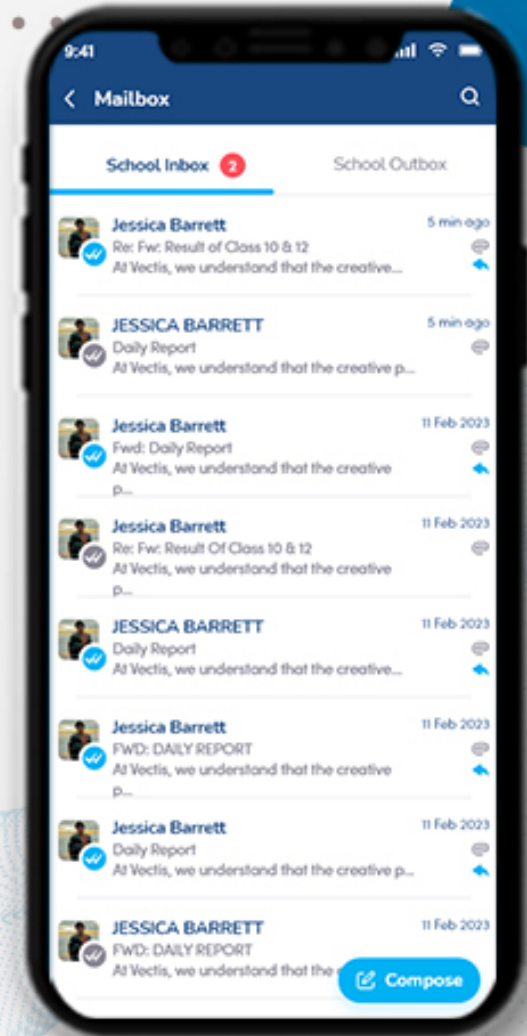 9:41
Mailbox
School Inbox 2
School Outbox
Jessica Barrett 5 min ago
Re: Fw: Result of Class 10 & 12
At Vectis, we understand that the creative...
JESSICA BARRETT 5 min ago
Daily Report
At Vectis, we understand that the creative p...
Jessica Barrett 11 Feb 2023
Fwd: Daily Report
At Vectis, we understand that the creative
p...
Jessica Barrett 11 Feb 2023
Re: Fw: Result Of Class 10 & 12
At Vectis, we understand that the creative
p...
JESSICA BARRETT 11 Feb 2023
Daily Report
At Vectis, we understand that the creative...
Jessica Barrett 11 Feb 2023
FWD: DAILY REPORT
At Vectis, we understand that the creative
p...
Jessica Barrett 11 Feb 2023
Daily Report
At Vectis, we understand that the creative p...
JESSICA BARRETT 11 Feb 2023
FWD: DAILY REPORT
At Vectis, we understand that the
Compose